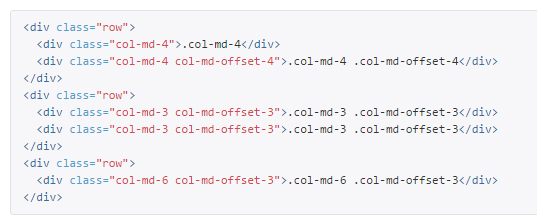 <div class="row">
  <div class="col-md-4">.col-md-4</div>
  <div class="col-md-4 col-md-offset-4">.col-md-4 .col-md-offset-4</div>
</div>
<div class="row">
  <div class="col-md-3 col-md-offset-3">.col-md-3 .col-md-offset-3</div>
  <div class="col-md-3 col-md-offset-3">.col-md-3 .col-md-offset-3</div>
</div>
<div class="row">
  <div class="col-md-6 col-md-offset-3">.col-md-6 .col-md-offset-3</div>
</div>